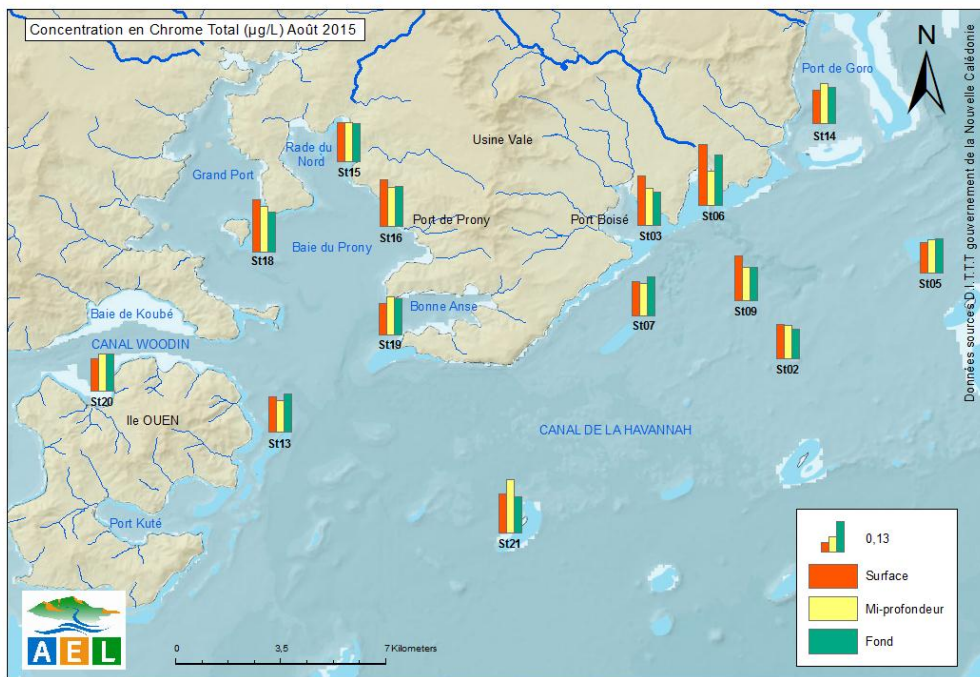 Concentration en Chrome Total (µg/L) Août 2015
N
Port de Goro
St14
Rade du
Nord
St15
Usine Vale
Grand Port
St06
St16
Port de Prony
Port Boisé
St03
St18
Baie du Prony
St05
Bonne Anse
St19
St07
St09
Baie de Koubé
CANAL WOODIN
St02
St20
Ile OUEN
St13
CANAL DE LA HAVANNAH
Port Kuté
St21
0,13
Surface
Mi-profondeur
Fond
AEL
0 3,5 7 Kilometers
Données sources D.I.T.T.T gouvernement de la Nouvelle Calédonie